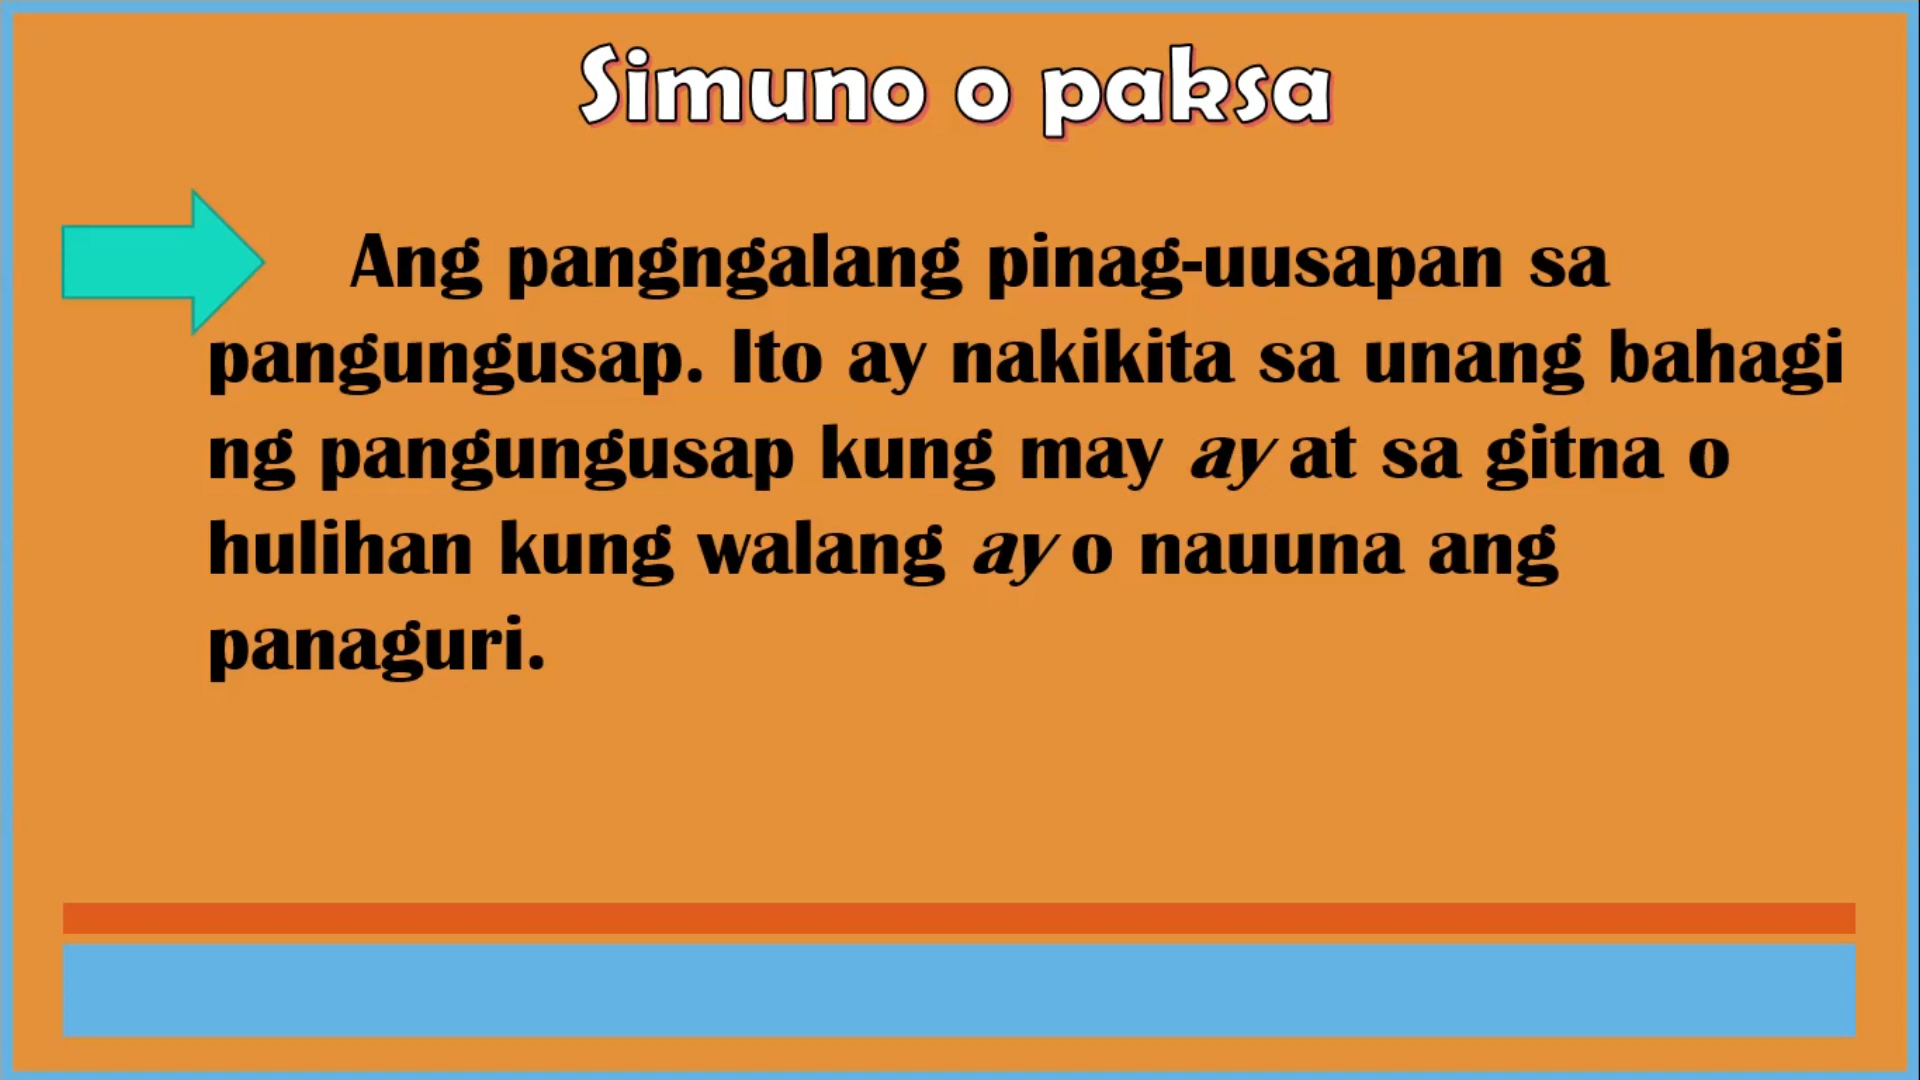 Simuno o paksa
Ang pangngalang pinag-uusapan sa
pangungusap. Ito ay nakikita sa unang bahagi
ng pangungusap kung may ay at sa gitna o
hulihan kung walang ay o nauuna ang
panaguri.